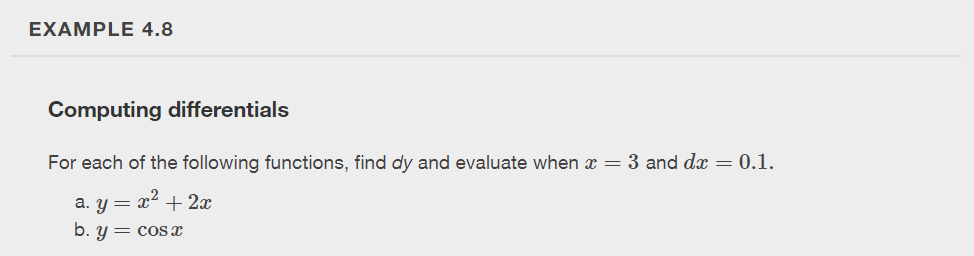 EXAMPLE 4.8
Computing differentials
For each of the following functions, find dy and evaluate when x = 3 and dx = 0.1.
a. y = x² + 2x
b. y = cos x